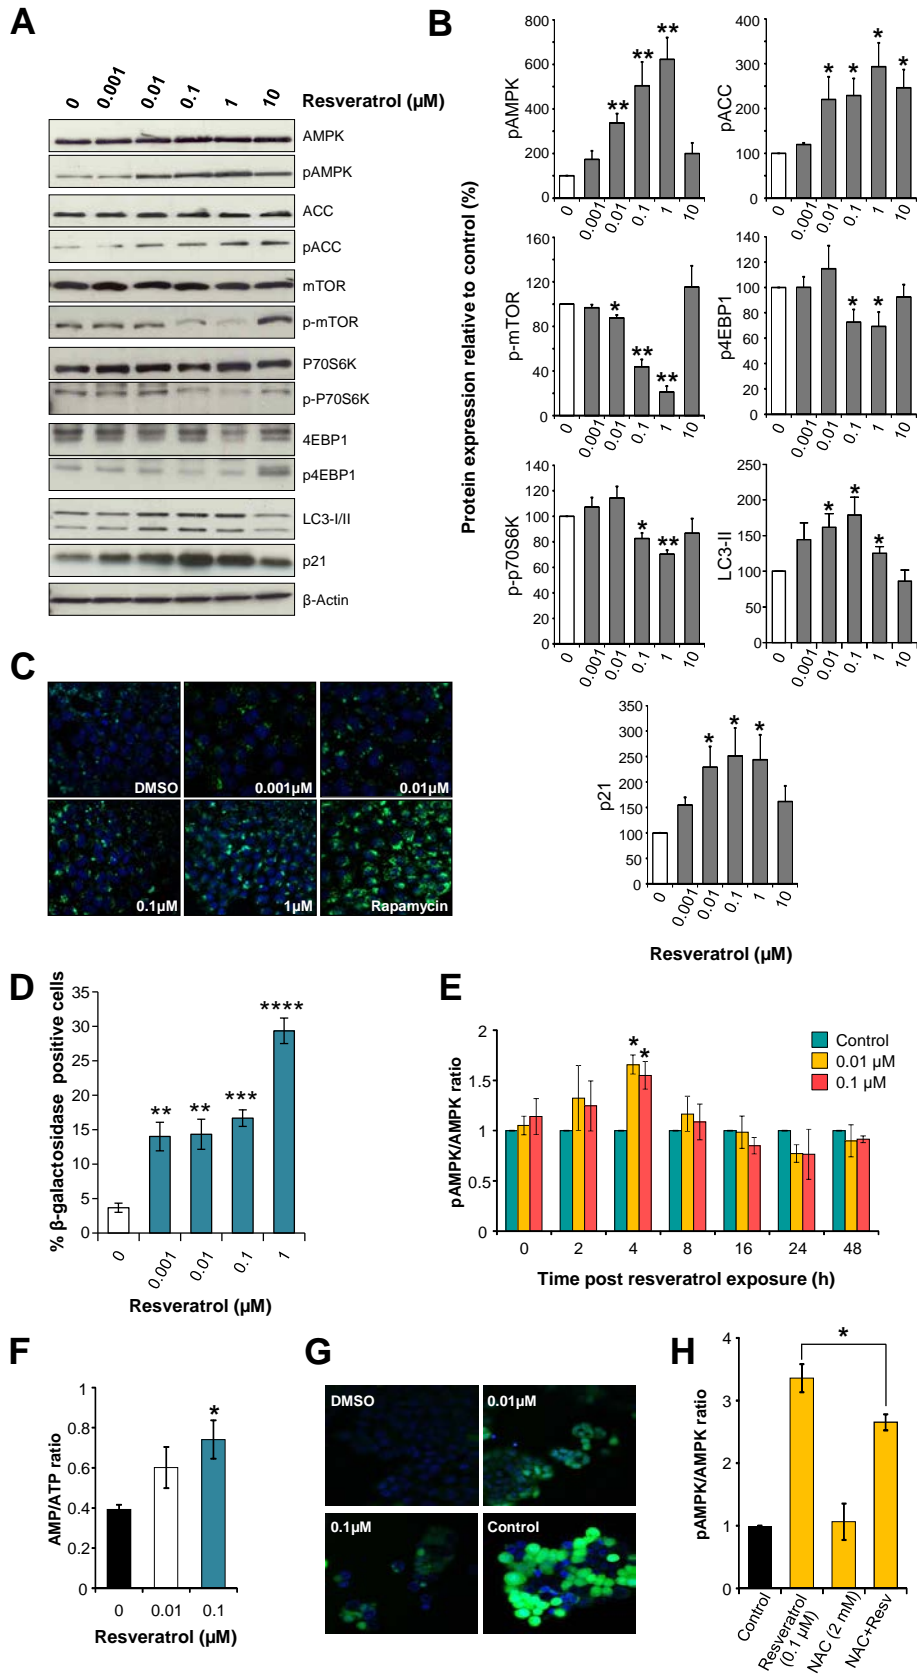 A
0 0.001 0.01 0.1 1 10 Resveratrol (µM)
AMPK
pAMPK
ACC
pACC
mTOR
p-mTOR
P70S6K
p-P70S6K
4EBP1
p4EBP1
LC3-I/II
p21
β-Actin
B
Protein expression relative to control (%)
pAMPK
800
600
400
200
0
** ** **
0 0.001 0.01 0.1 1 10
pACC
400
300
200
100
0
* * * *
0 0.001 0.01 0.1 1 10
p-mTOR
160
120
80
40
0
* ** **
0 0.001 0.01 0.1 1 10
p4EBP1
140
120
100
80
60
40
20
0
* *
0 0.001 0.01 0.1 1 10
p-p70S6K
140
120
100
80
60
40
20
0
* **
0 0.001 0.01 0.1 1 10
LC3-II
250
200
150
100
50
0
* * *
0 0.001 0.01 0.1 1 10
p21
350
300
250
200
150
100
50
0
* * *
0 0.001 0.01 0.1 1 10
Resveratrol (µM)
C
DMSO 0.001µM 0.01µM
0.1µM 1µM Rapamycin
D
% β-galactosidase positive cells
35
30
25
20
15
10
5
0
** ** *** ****
0 0.001 0.01 0.1 1
Resveratrol (µM)
E
pAMPK/AMPK ratio
2
1.5
1
0.5
0
* *
Control
0.01 µM
0.1 µM
0 2 4 8 16 24 48
Time post resveratrol exposure (h)
F
AMP/ATP ratio
1
0.8
0.6
0.4
0.2
0
*
0 0.01 0.1
Resveratrol (µM)
G
DMSO 0.01µM
0.1µM Control
H
pAMPK/AMPK ratio
4
3
2
1
0
*
Control
Resveratrol
(0.1 µM)
NAC (2 mM)
NAC+Resv